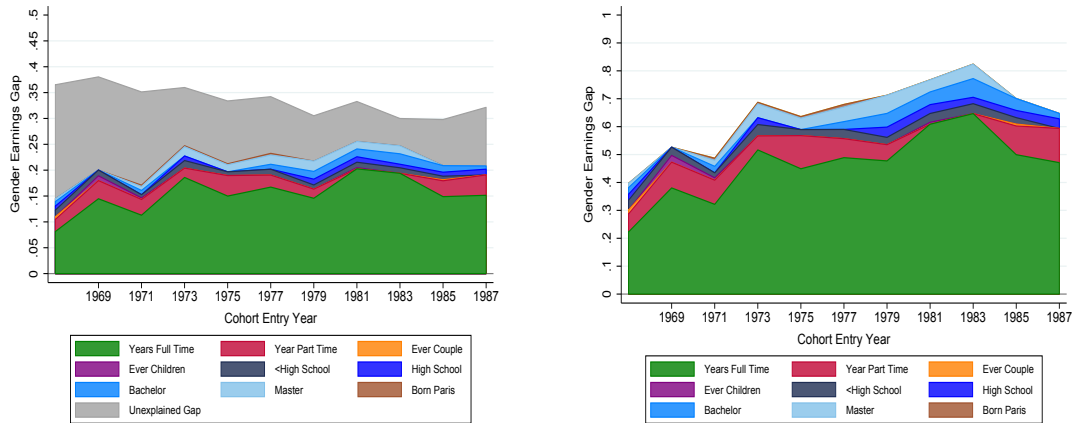 Gender Earnings Gap
.5
.45
.4
.35
.3
.25
.2
.15
.1
.05
0
1969 1971 1973 1975 1977 1979 1981 1983 1985 1987
Cohort Entry Year
Years Full Time Year Part Time Ever Couple
Ever Children <High School High School
Bachelor Master Born Paris
Unexplained Gap
Gender Earnings Gap
1
.9
.8
.7
.6
.5
.4
.3
.2
.1
0
1969 1971 1973 1975 1977 1979 1981 1983 1985 1987
Cohort Entry Year
Years Full Time Year Part Time Ever Couple
Ever Children <High School High School
Bachelor Master Born Paris